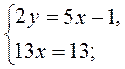 2y = 5x − 1,
13x = 13;